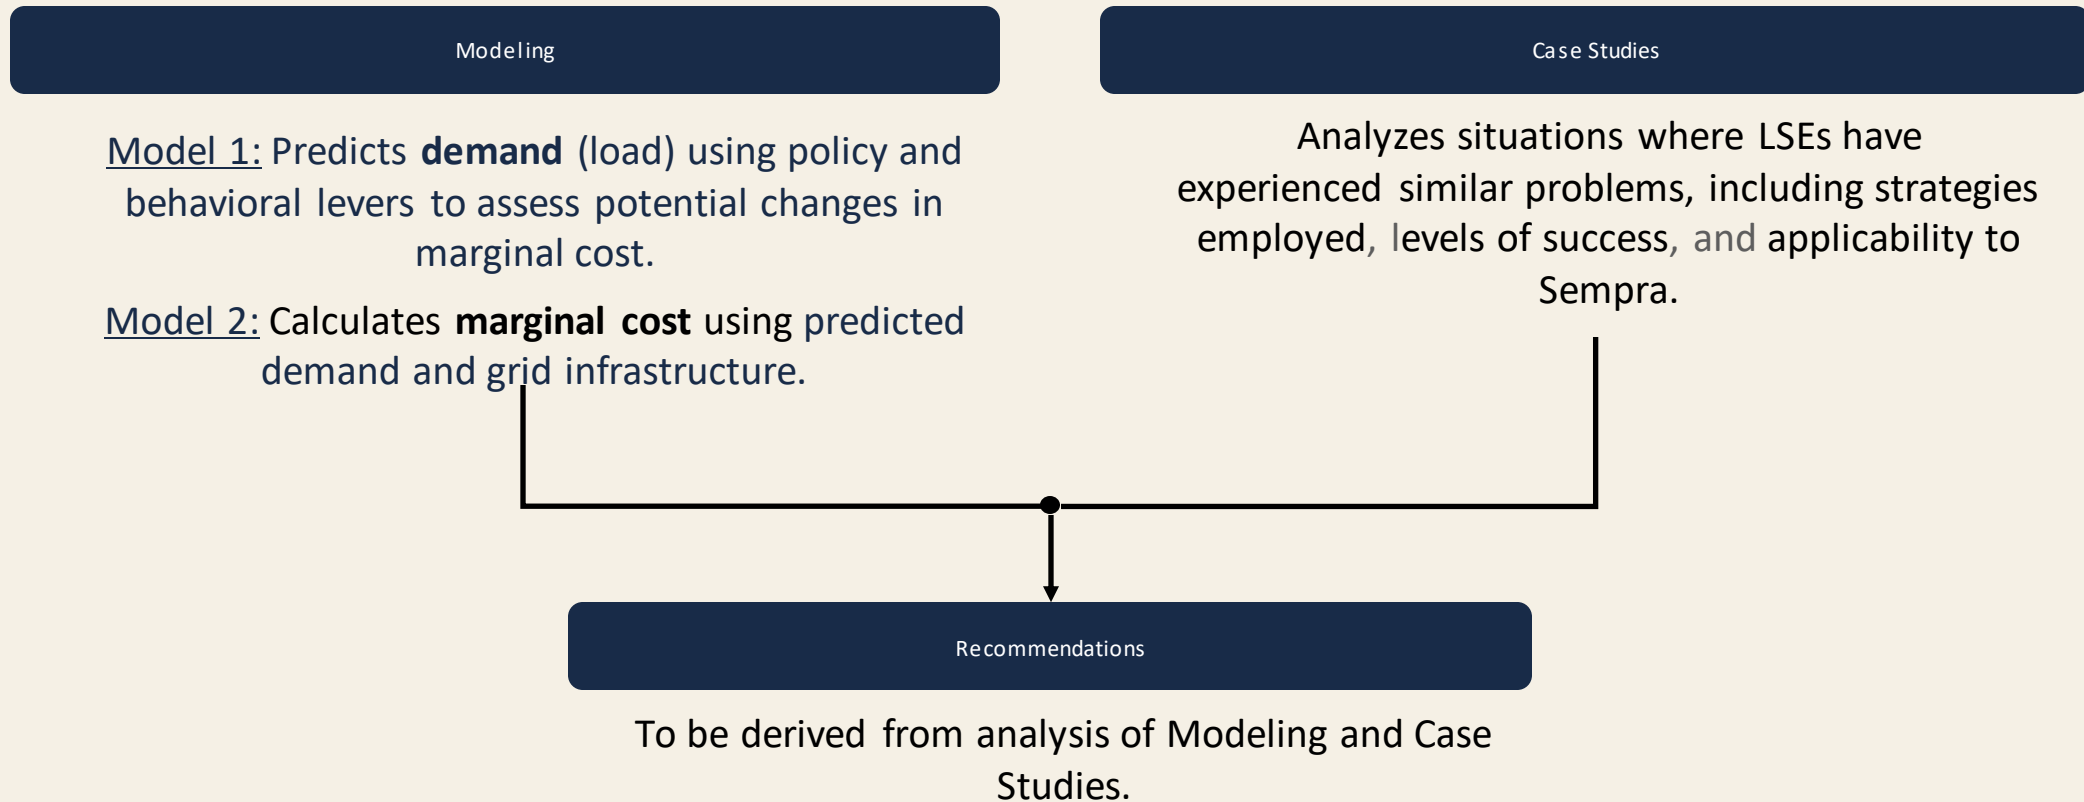 Modeling
Model 1: Predicts demand (load) using policy and
behavioral levers to assess potential changes in
marginal cost.
Model 2: Calculates marginal cost using predicted
demand and grid infrastructure.
Case Studies
Analyzes situations where LSEs have
experienced similar problems, including strategies
employed, levels of success, and applicability to
Sempra.
Recommendations
To be derived from analysis of Modeling and Case
Studies.